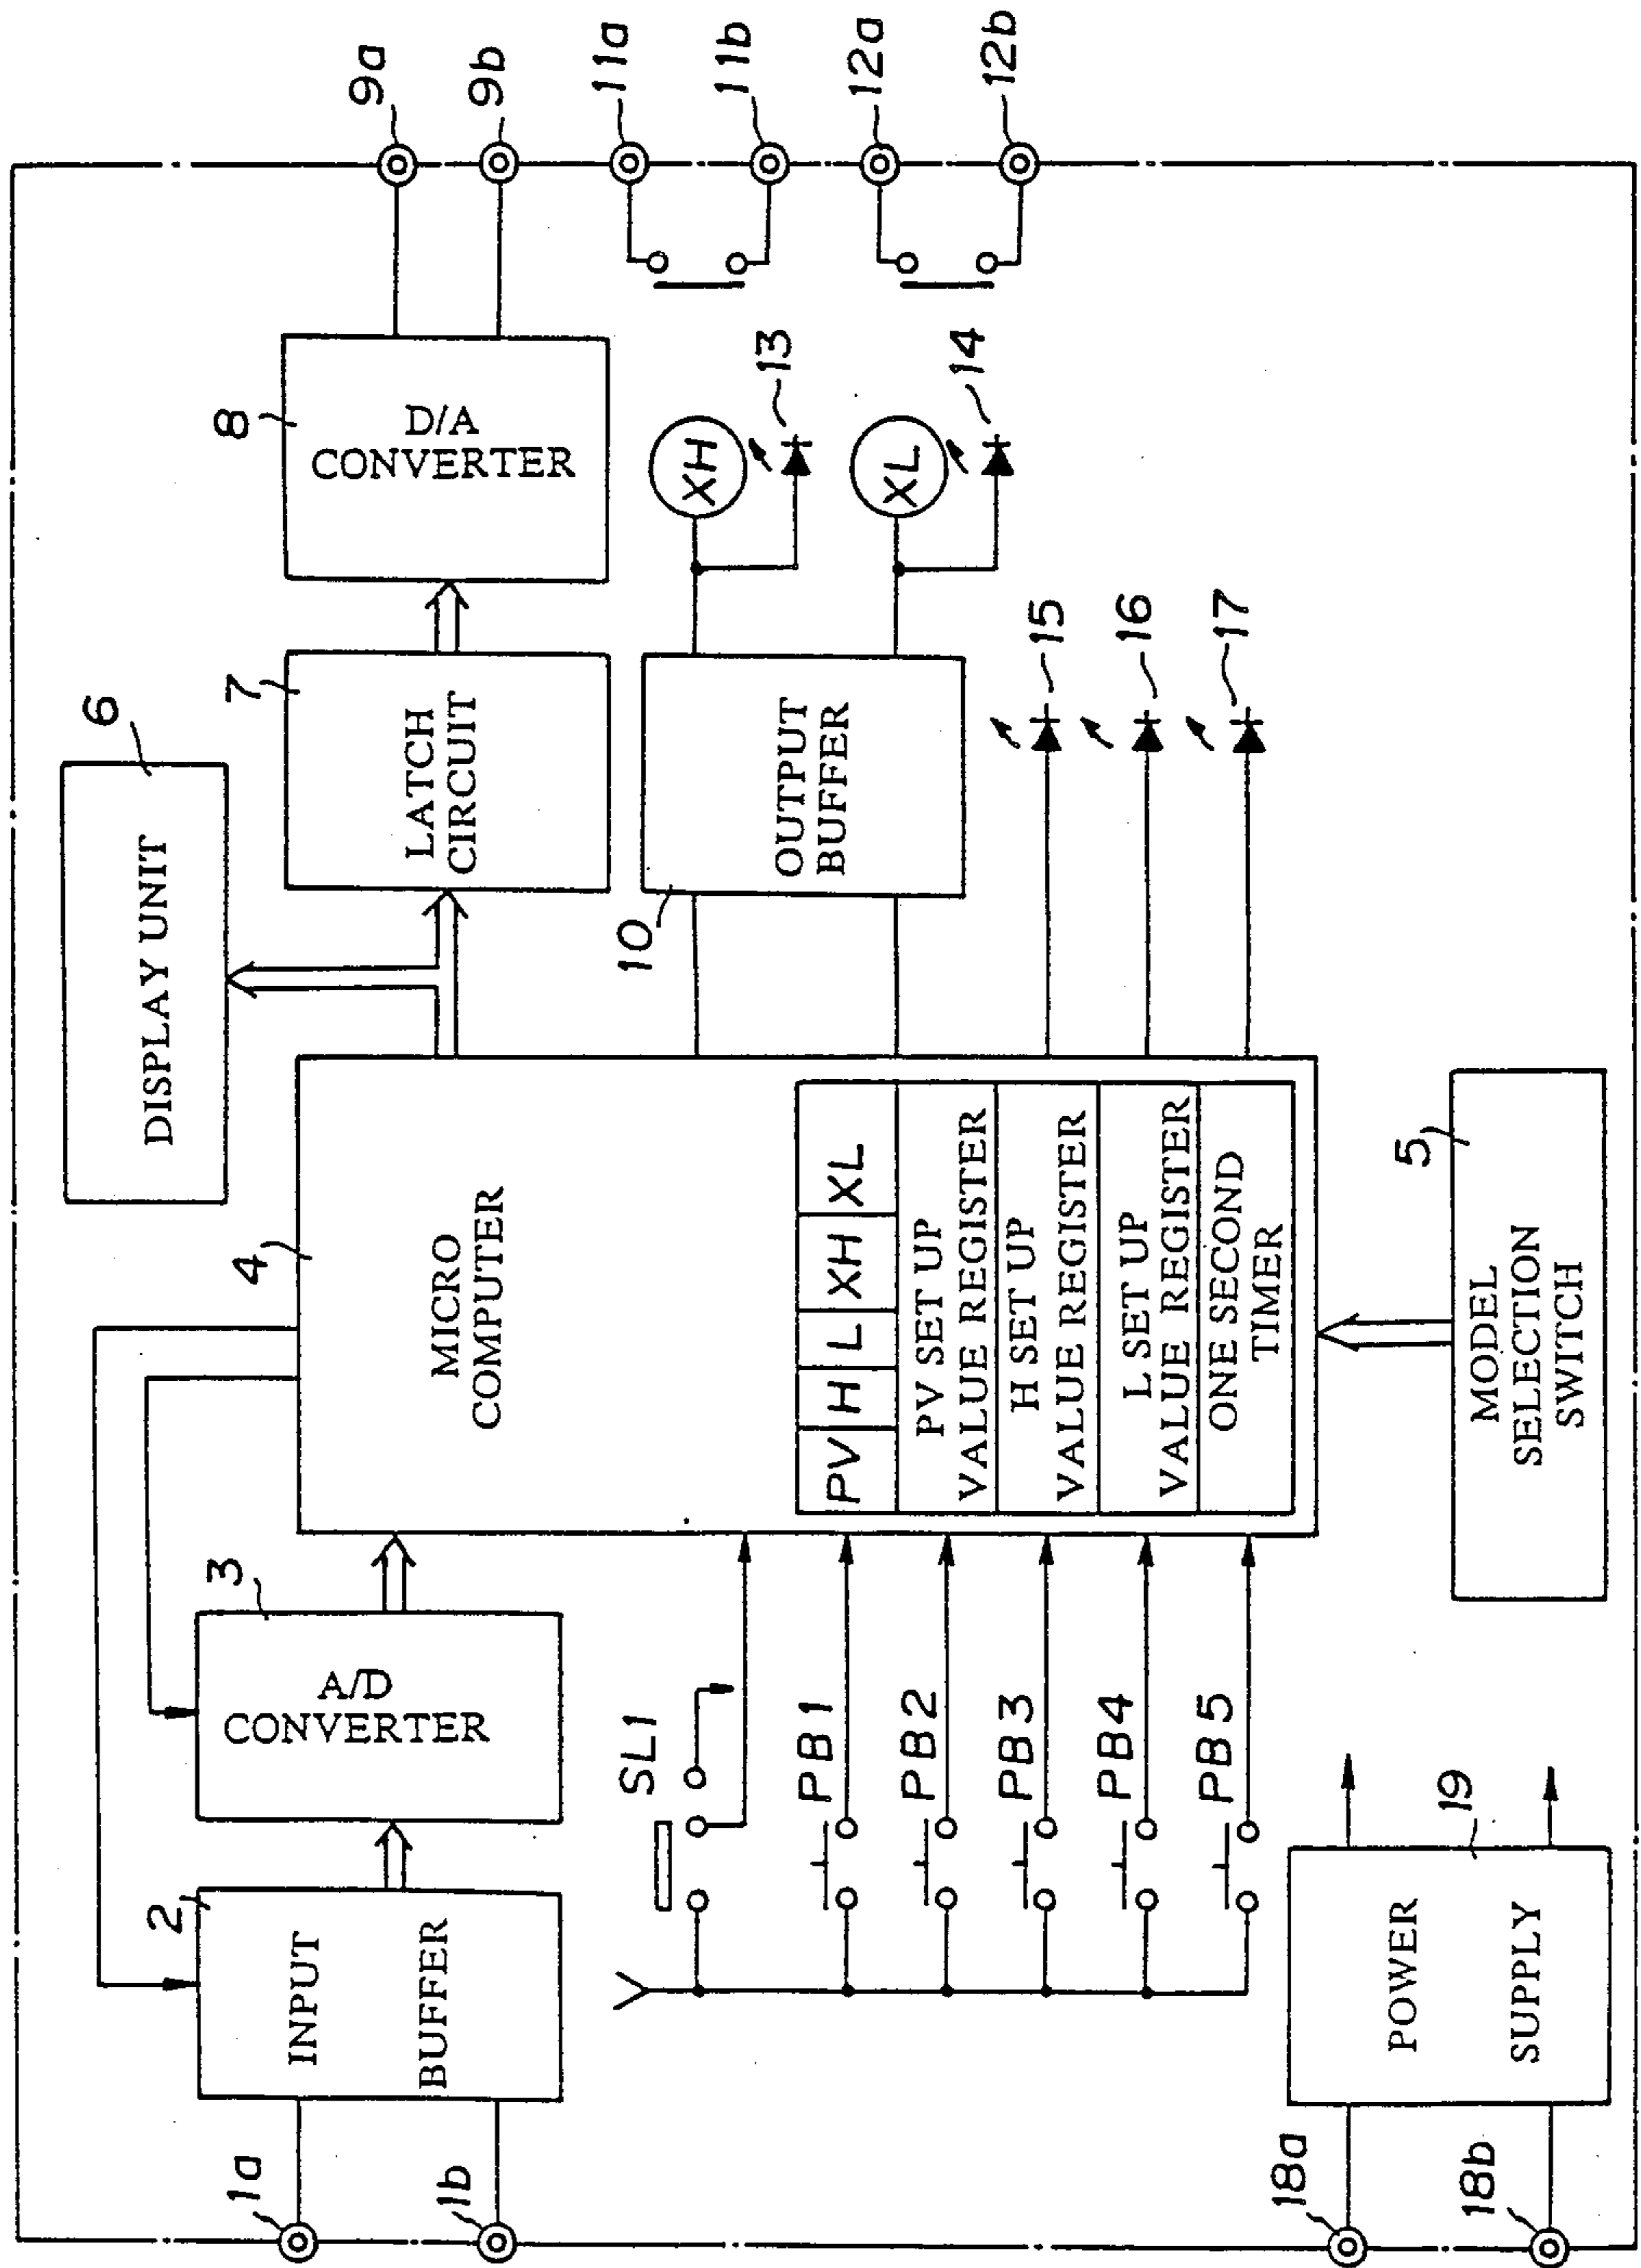 6
DISPLAY UNIT
1a
1b
2
INPUT
BUFFER
3
A/D
CONVERTER
4
MICRO
COMPUTER
7
LATCH
CIRCUIT
8
D/A
CONVERTER
9a
9b
SL1
PB1
PB2
PB3
PB4
PB5
PV H L XH XL
PV SET UP
VALUE REGISTER
H SET UP
VALUE REGISTER
L SET UP
VALUE REGISTER
ONE SECOND
TIMER
10
OUTPUT
BUFFER
XH
13
XL
14
15
16
17
11a
11b
12a
12b
18a
18b
19
POWER
SUPPLY
5
MODEL
SELECTION
SWITCH